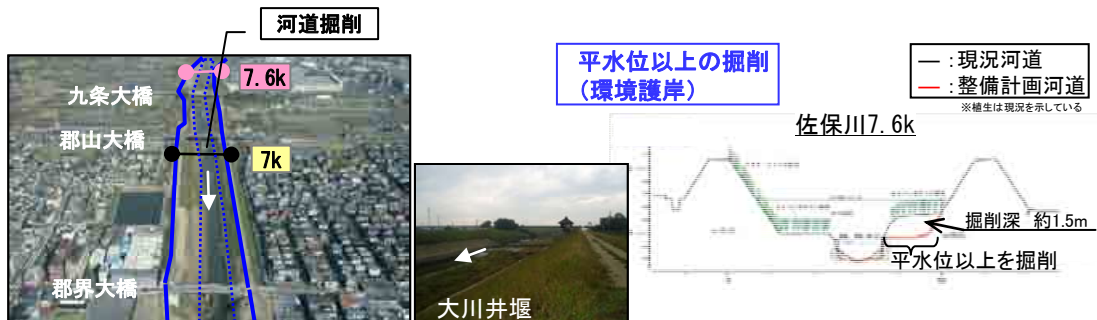 河道掘削
7.6k
九条大橋
郡山大橋
7k
郡界大橋
大川井堰
平水位以上の掘削
（環境護岸）
― ：現況河道
― ：整備計画河道
※植生は現況を示している
佐保川7.6k
掘削深 約1.5m
平水位以上を掘削